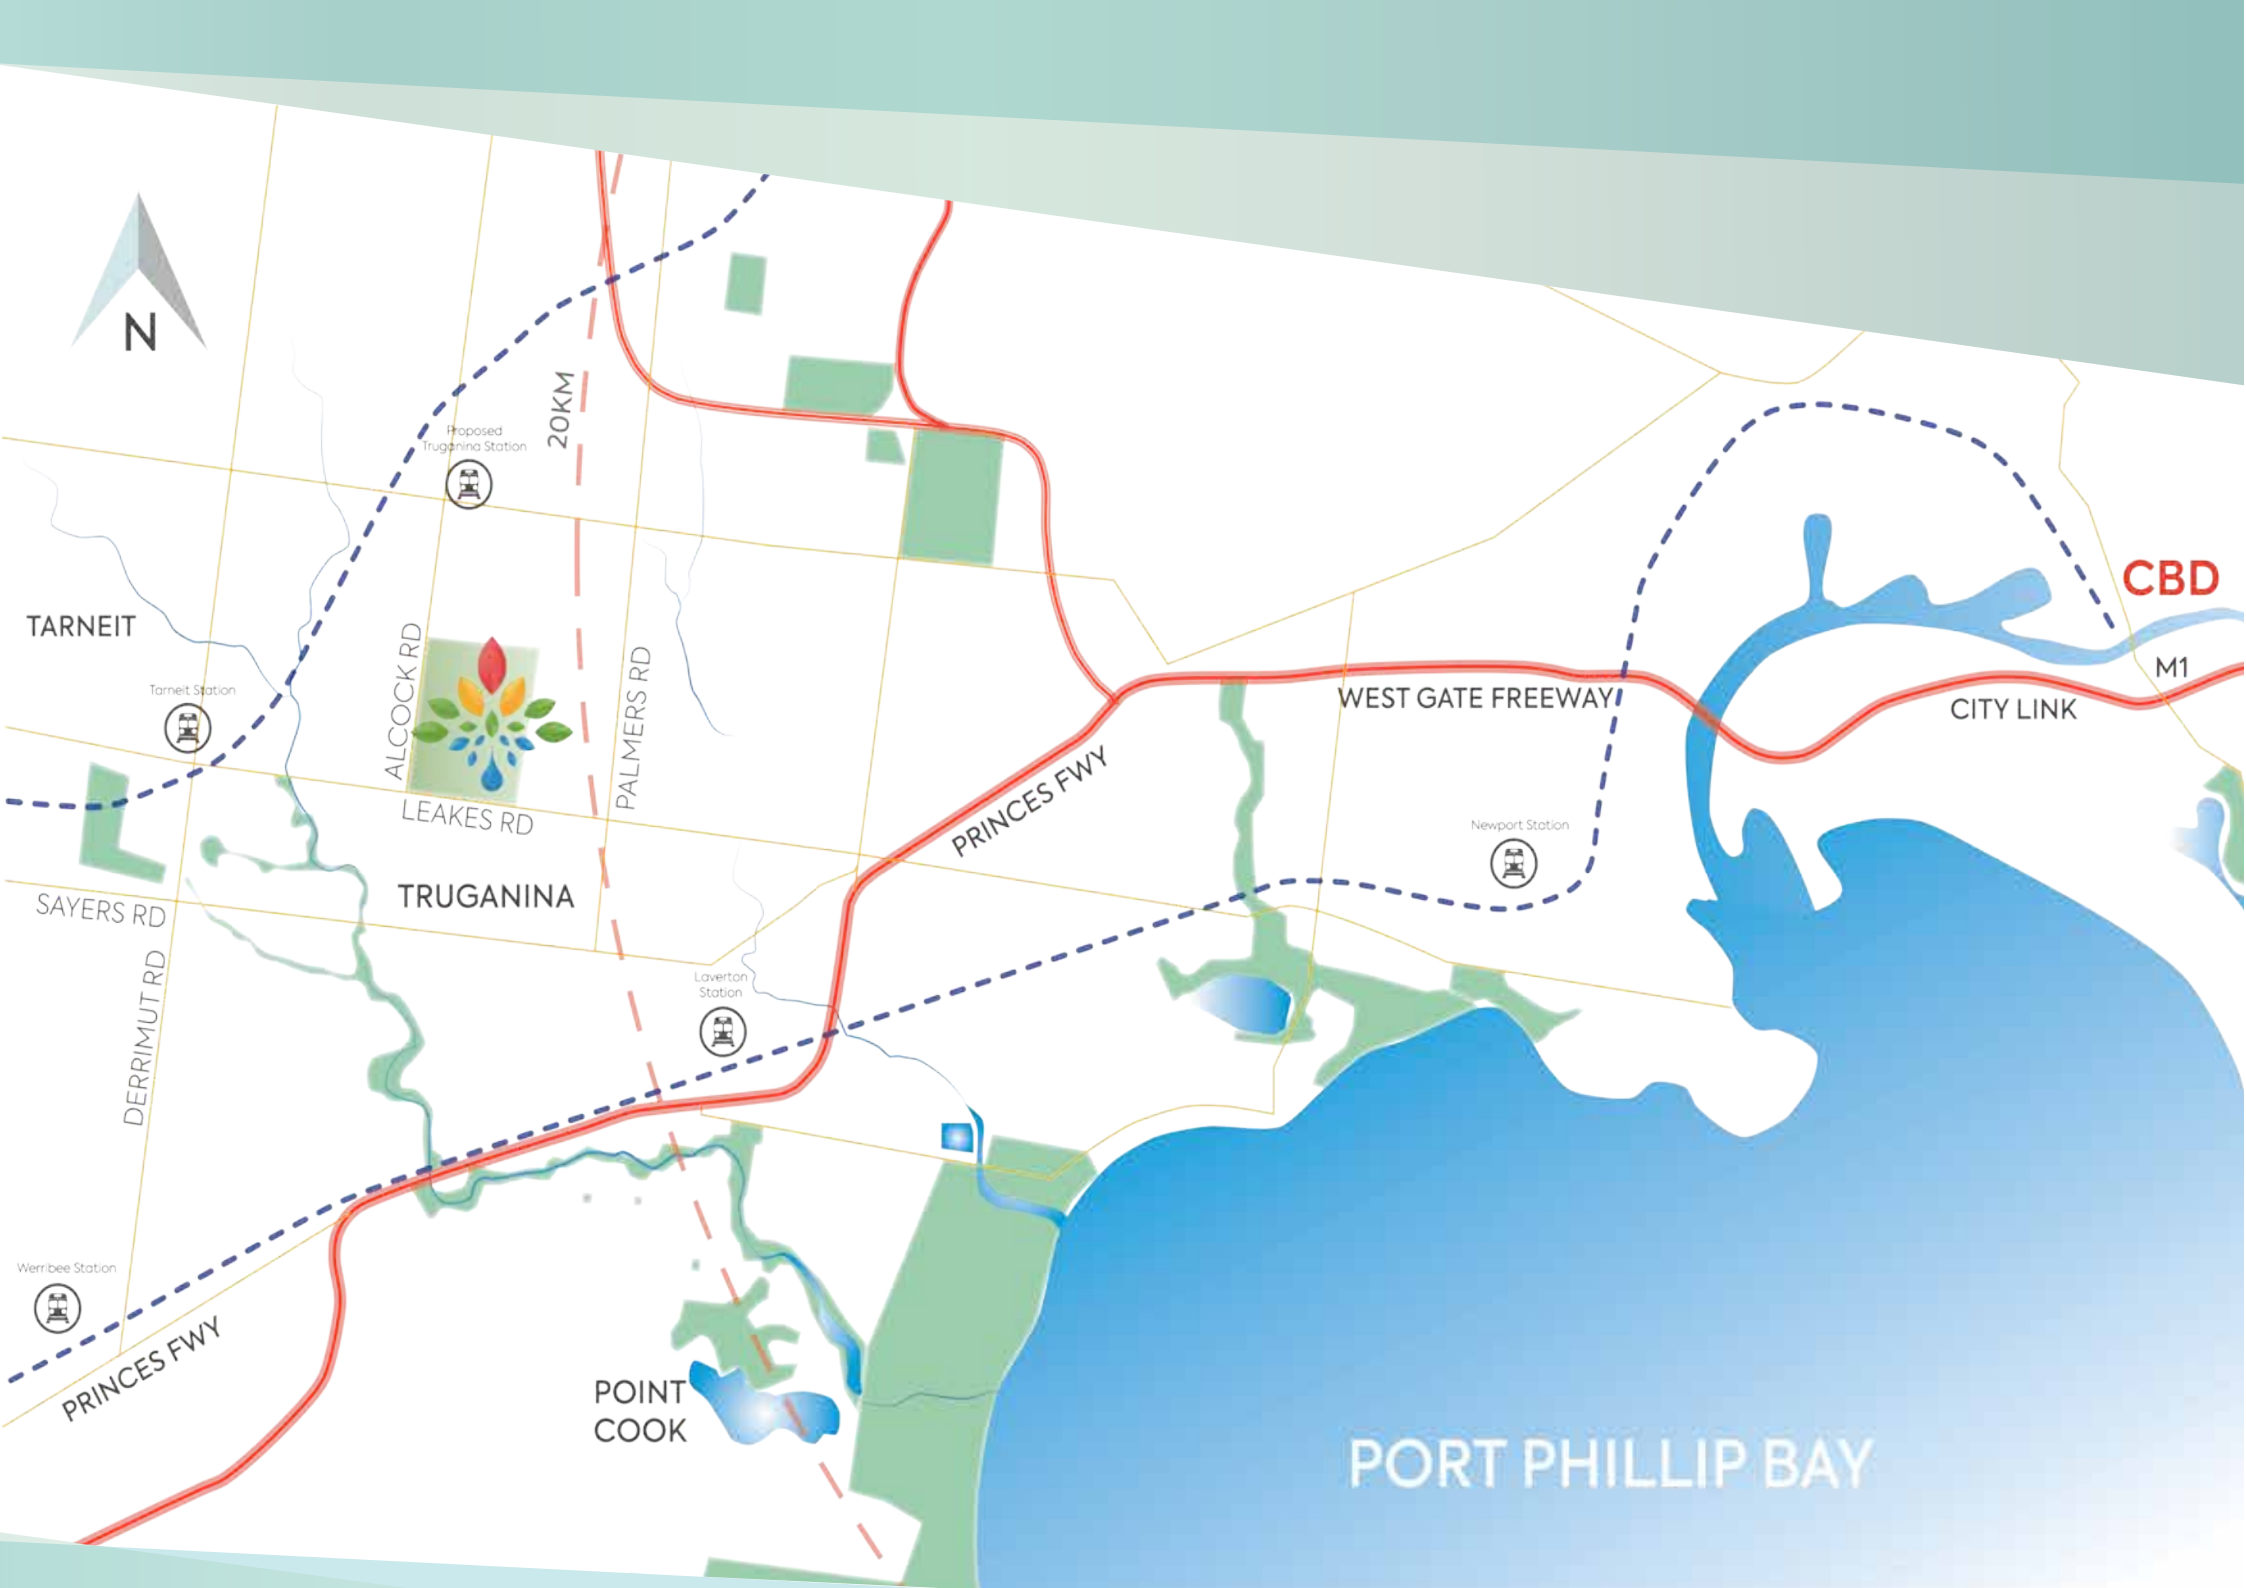 N
20KM
Proposed
Truganina Station
CBD
TARNEIT
ALCOCK RD
PALMERS RD
M1
Tarneit Station
WEST GATE FREEWAY
CITY LINK
PRINCES FWY
LEAKES RD
Newport Station
TRUGANINA
SAYERS RD
DERRIMUT RD
Laverton
Station
Werribee Station
PRINCES FWY
POINT
COOK
PORT PHILLIP BAY